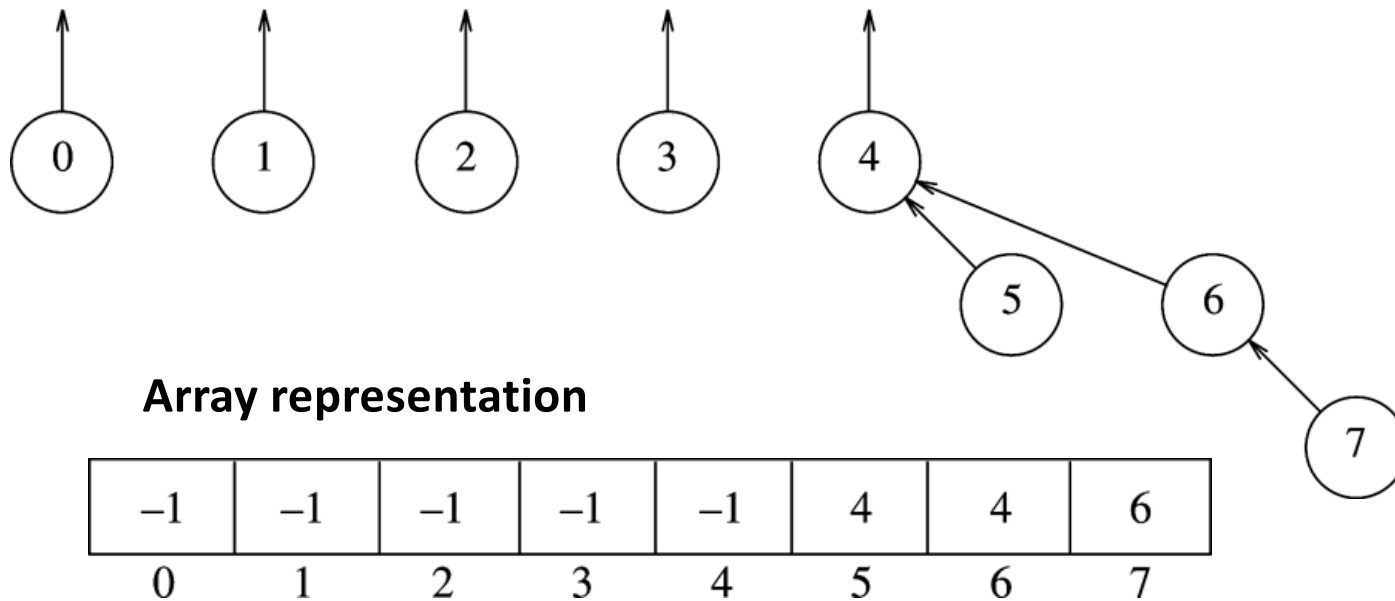 0 1 2 3 4
5 6
7
Array representation
–1 –1 –1 –1 –1 4 4 6
0 1 2 3 4 5 6 7